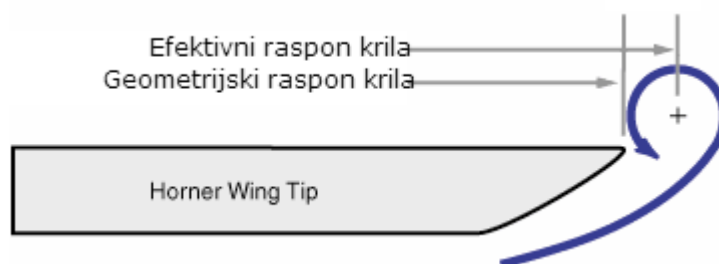 Efektivni raspon krila
Geometrijski raspon krila
+
Horner Wing Tip